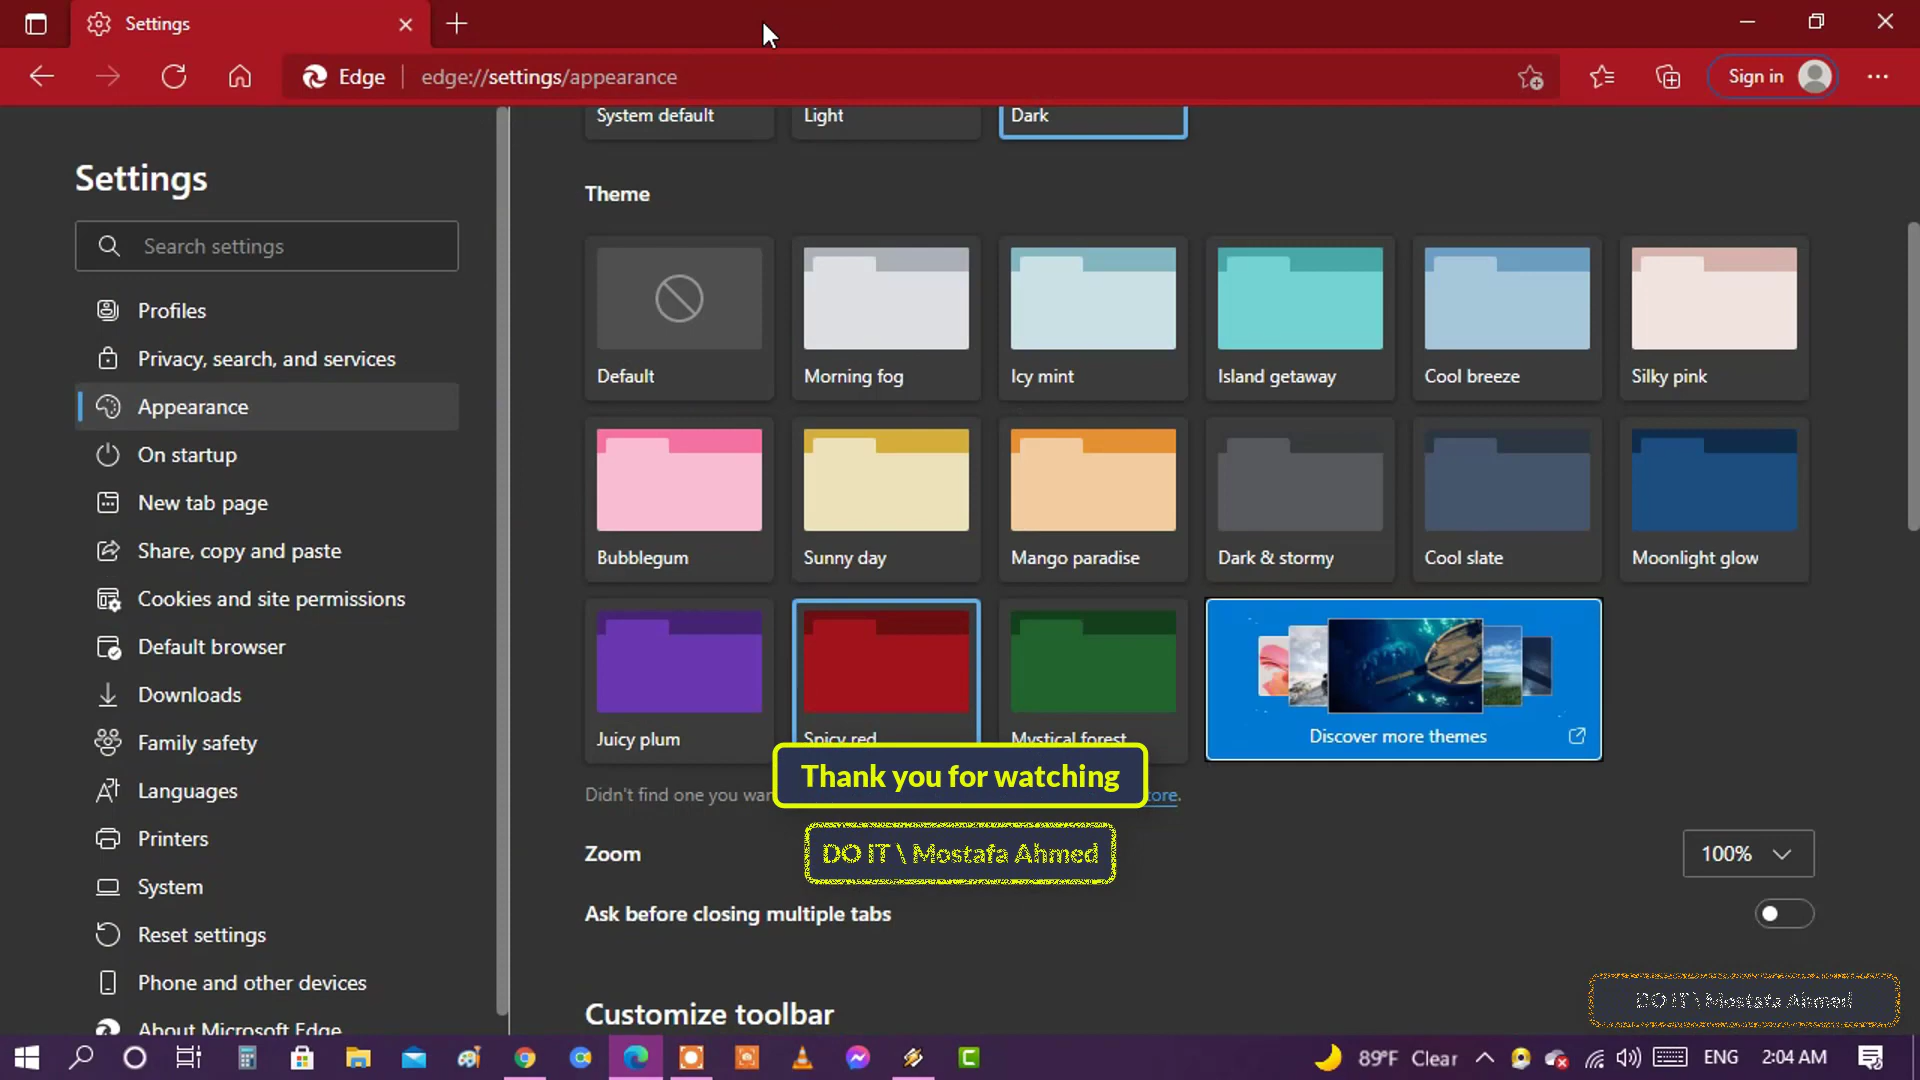 Settings
Edge
edge://settings/appearance
Sign in
System default
Light
Dark
Settings
Search settings
Profiles
Privacy, search, and services
Appearance
On startup
New tab page
Share, copy and paste
Cookies and site permissions
Default browser
Downloads
Family safety
Languages
Printers
System
Reset settings
Phone and other devices
About Microsoft Edge
Theme
Default
Morning fog
Icy mint
Island getaway
Cool breeze
Silky pink
Bubblegum
Sunny day
Mango paradise
Dark & stormy
Cool slate
Moonlight glow
Juicy plum
Spicy red
Mystical forest
Discover more themes
Thank you for watching
Didn't find one you
DO IT \ Mostafa Ahmed
Zoom
100%
Ask before closing multiple tabs
Customize toolbar
DO IT \ Mostafa Ahmed
89°F Clear
ENG
2:04 AM